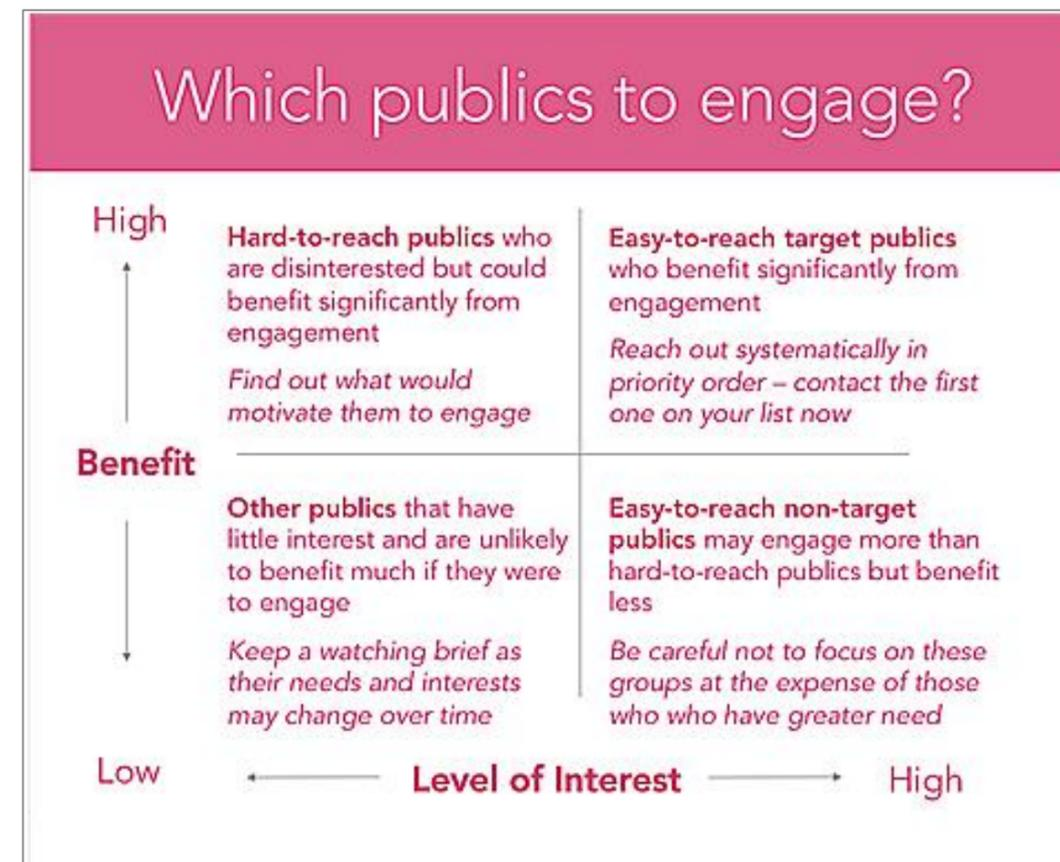 Which publics to engage?
High
Hard-to-reach publics who
are disinterested but could
benefit significantly from
engagement
Find out what would
motivate them to engage
Easy-to-reach target publics
who benefit significantly from
engagement
Reach out systematically in
priority order – contact the first
one on your list now
Benefit
Other publics that have
little interest and are unlikely
to benefit much if they were
to engage
Keep a watching brief as
their needs and interests
may change over time
Easy-to-reach non-target
publics may engage more than
hard-to-reach publics but benefit
less
Be careful not to focus on these
groups at the expense of those
who who have greater need
Low
Level of Interest
High